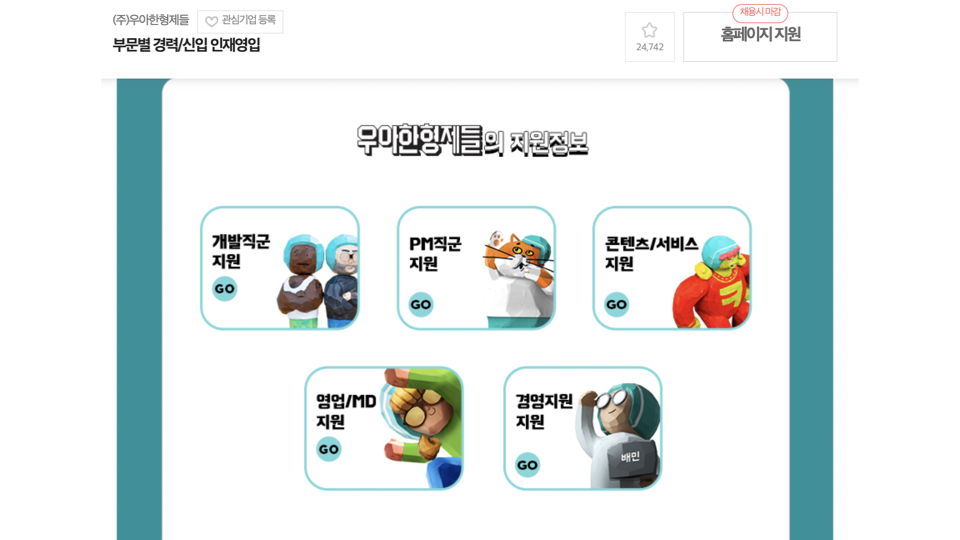 (주)우아한형제들 관심기업 등록
부문별 경력/신입 인재영입
24,742
채용시 마감
홈페이지 지원
우아한형제들의 지원정보
개발직군
지원
GO
PM직군
지원
GO
콘텐츠/서비스
지원
GO
영업/MD
지원
GO
경영지원
지원
GO
배민